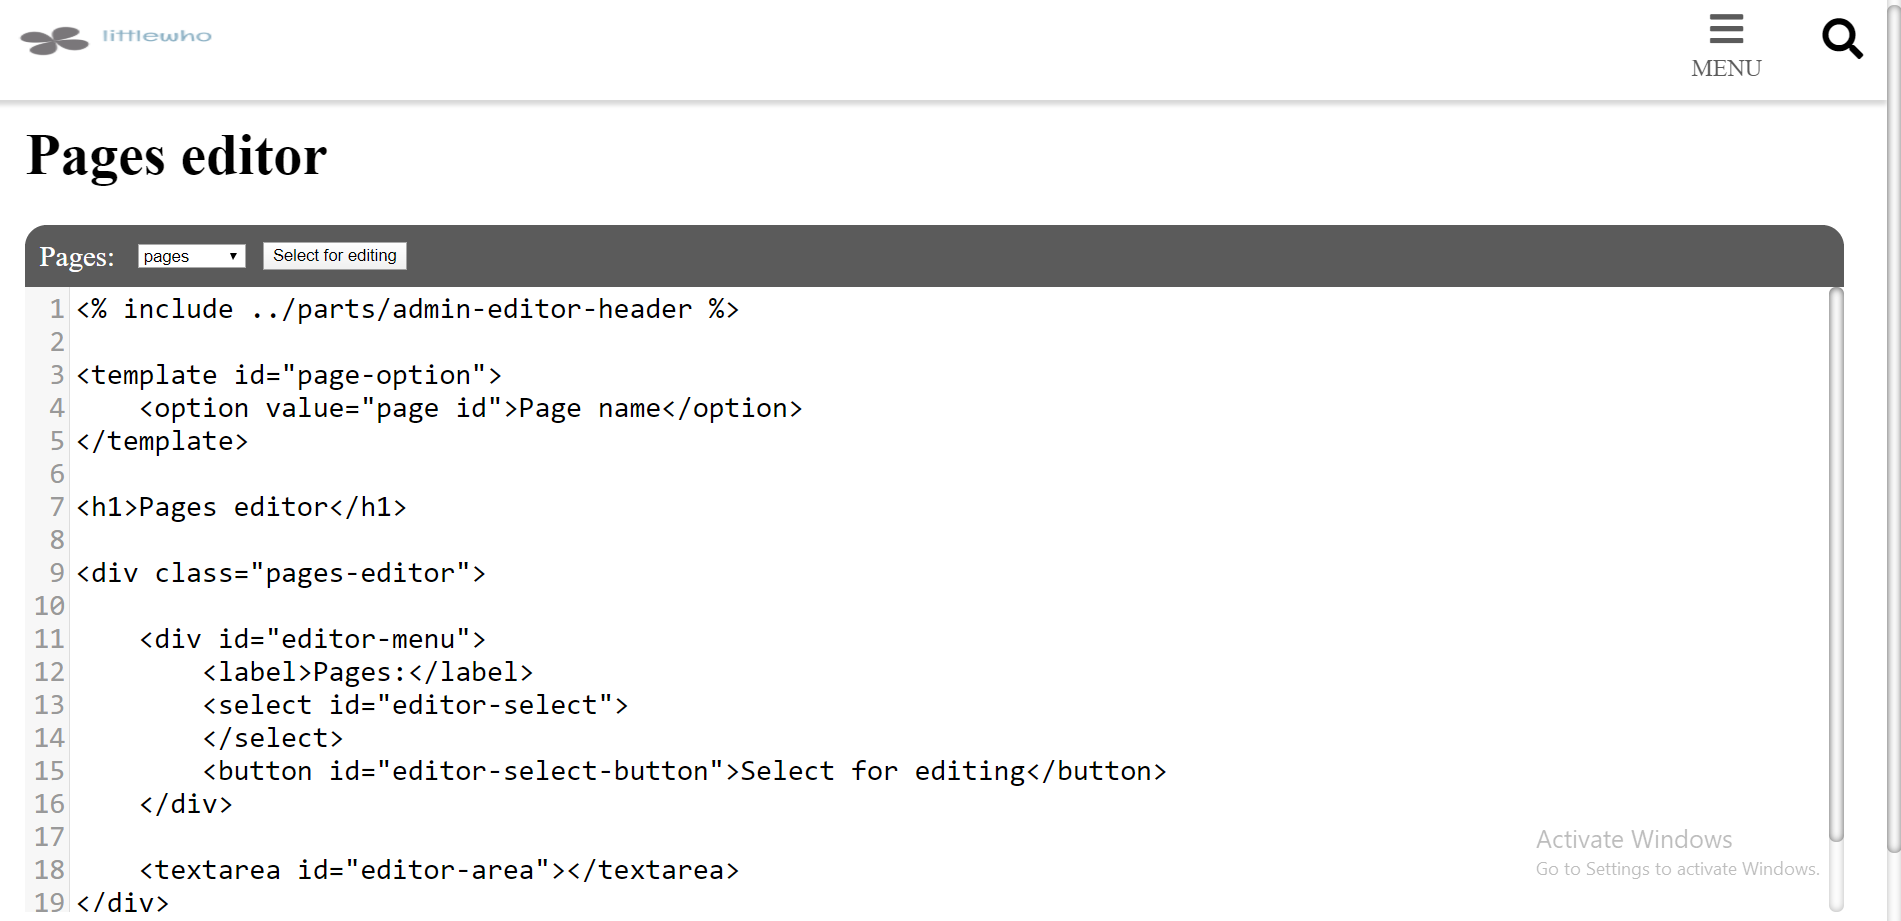 littlewho
MENU
Pages editor
Pages: pages Select for editing
1 <% include ../parts/admin-editor-header %>
2
3 <template id="page-option">
4     <option value="page id">Page name</option>
5 </template>
6
7 <h1>Pages editor</h1>
8
9 <div class="pages-editor">
10
11     <div id="editor-menu">
12         <label>Pages:</label>
13         <select id="editor-select">
14         </select>
15         <button id="editor-select-button">Select for editing</button>
16     </div>
17
18     <textarea id="editor-area"></textarea>
19 </div>
Activate Windows
Go to Settings to activate Windows.